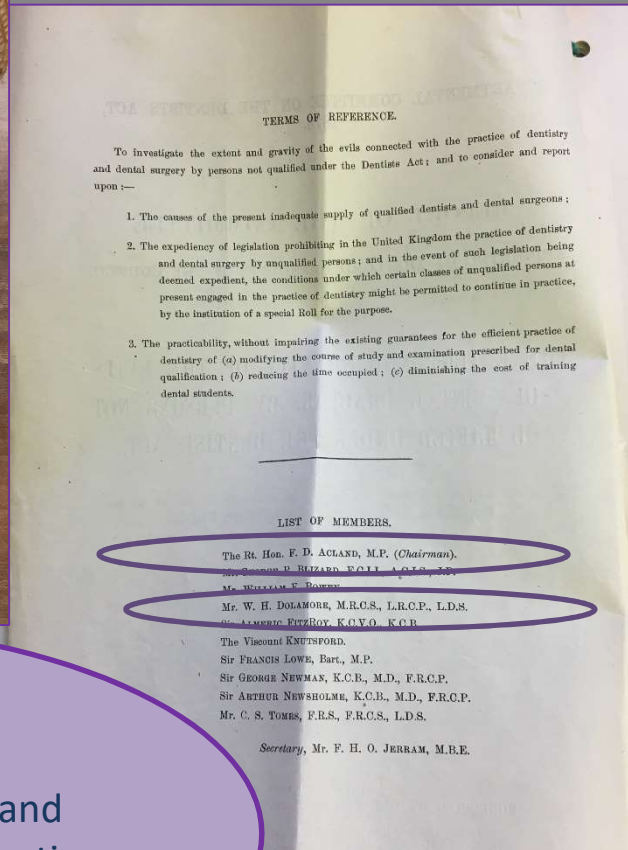 TERMS OF REFERENCE.
To investigate the extent and gravity of the evils connected with the practice of dentistry
and dental surgery by persons not qualified under the Dentists Act; and to consider and report
upon :—
1. The causes of the present inadequate supply of qualified dentists and dental surgeons;
2. The expediency of legislation prohibiting in the United Kingdom the practice of dentistry
and dental surgery by unqualified persons; and in the event of such legislation being
deemed expedient, the conditions under which certain classes of unqualified persons at
present engaged in the practice of dentistry might be permitted to continue in practice,
by the institution of a special Roll for the purpose.
3. The practicability, without impairing the existing guarantees for the efficient practice of
dentistry of (a) modifying the course of study and examination prescribed for dental
qualification; (b) reducing the time occupied; (c) diminishing the cost of training
dental students.
LIST OF MEMBERS.
The Rt. Hon. F. D. ACLAND, M.P. (Chairman).
BLIZARD, F.C.I.I., A.C.I.S., J.P.
Mr. WILLIAM F.
Mr. W. H. DOLAMORE, M.R.C.S., L.R.C.P., L.D.S.
Sir ALMERIC FITZROY, K.C.V.O., K.C.B.
The Viscount KNUTSFORD.
Sir FRANCIS LOWE, Bart., M.P.
Sir GEORGE NEWMAN, K.C.B., M.D., F.R.C.P.
Sir ARTHUR NEWSHOLME, K.C.B., M.D., F.R.C.P.
Mr. C. S. TOMES, F.R.S., F.R.C.S., L.D.S.
Secretary, Mr. F. H. O. JERRAM, M.B.E.
and